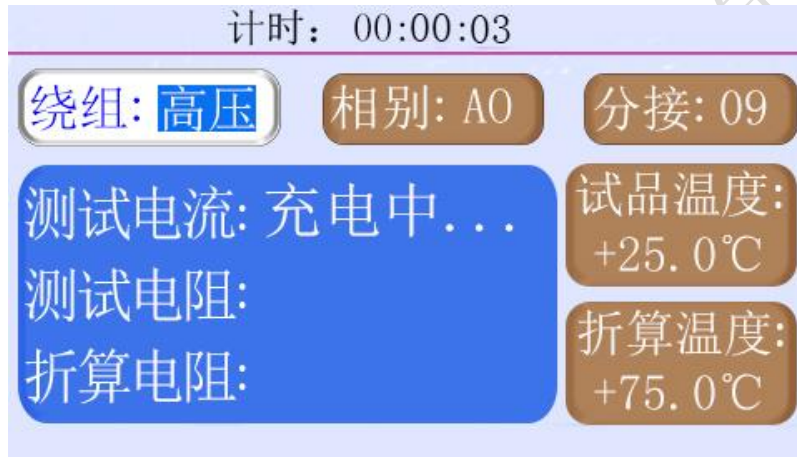 计时： 00:00:03
绕组: 高压 相别: AO 分接: 09
测试电流: 充电中...
测试电阻:
折算电阻:
试品温度:
+25.0℃
折算温度:
+75.0℃